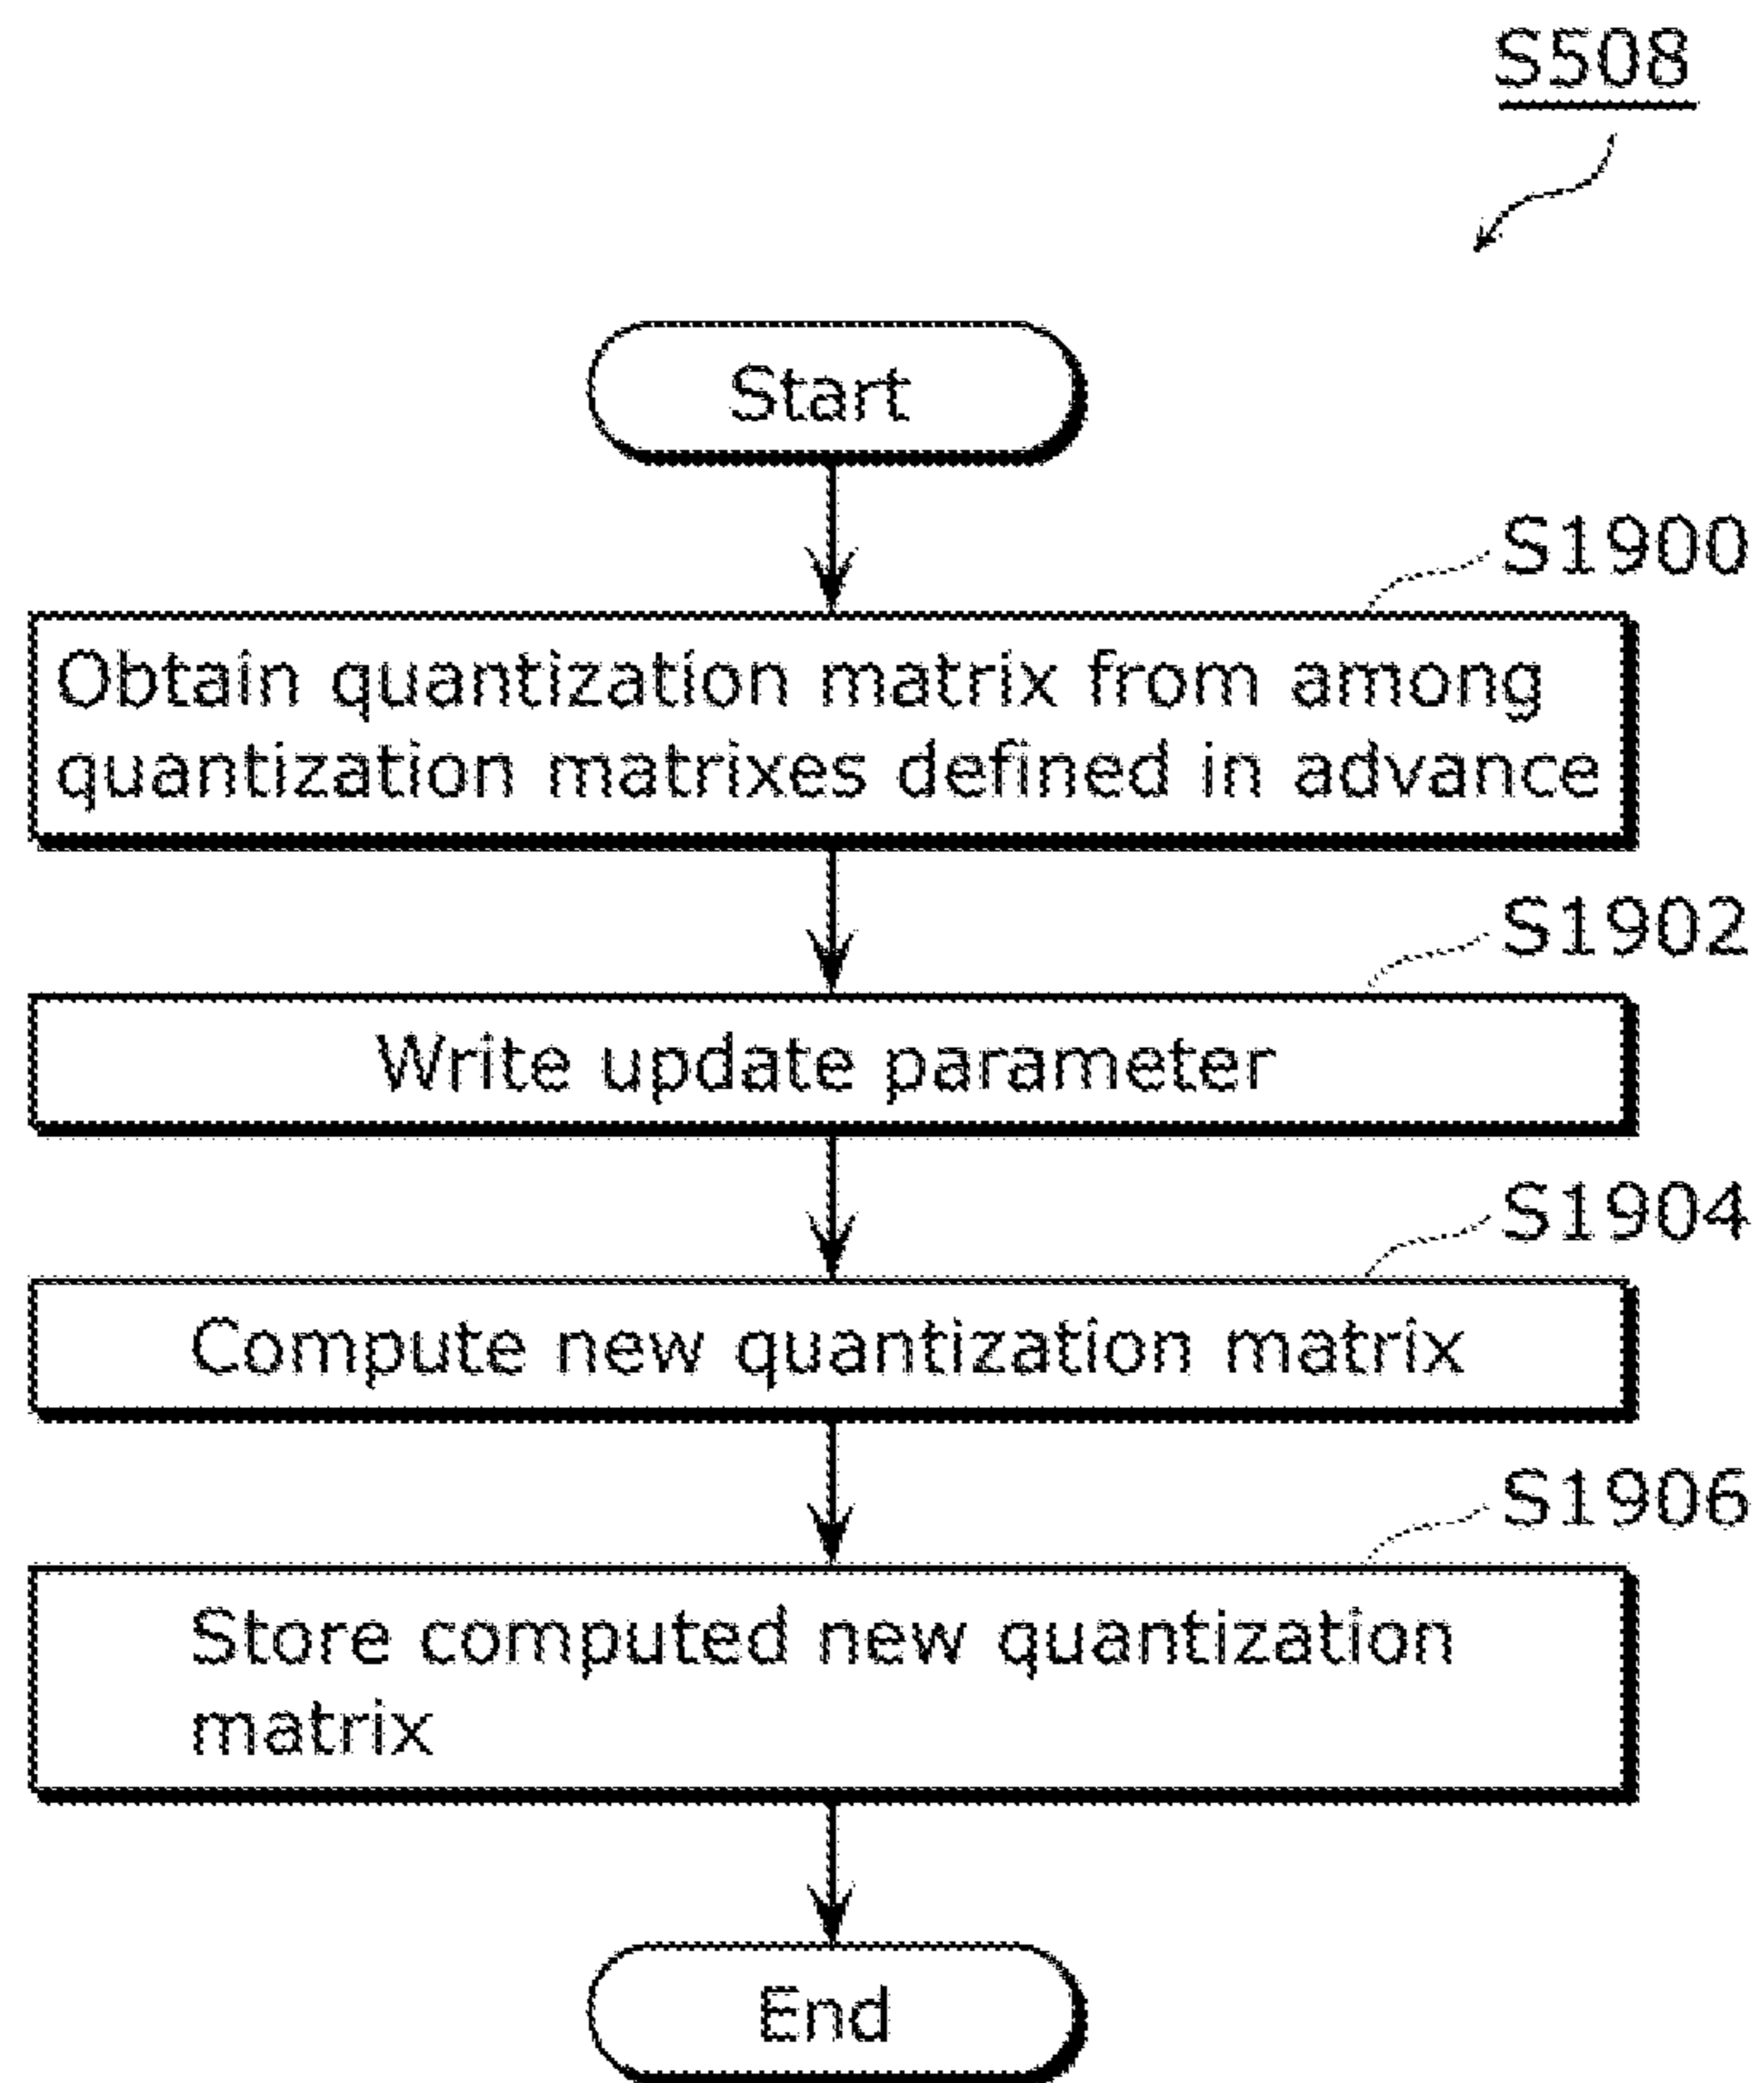 S508
Start
S1900
Obtain quantization matrix from among
quantization matrixes defined in advance
S1902
Write update parameter
S1904
Compute new quantization matrix
S1906
Store computed new quantization
matrix
End